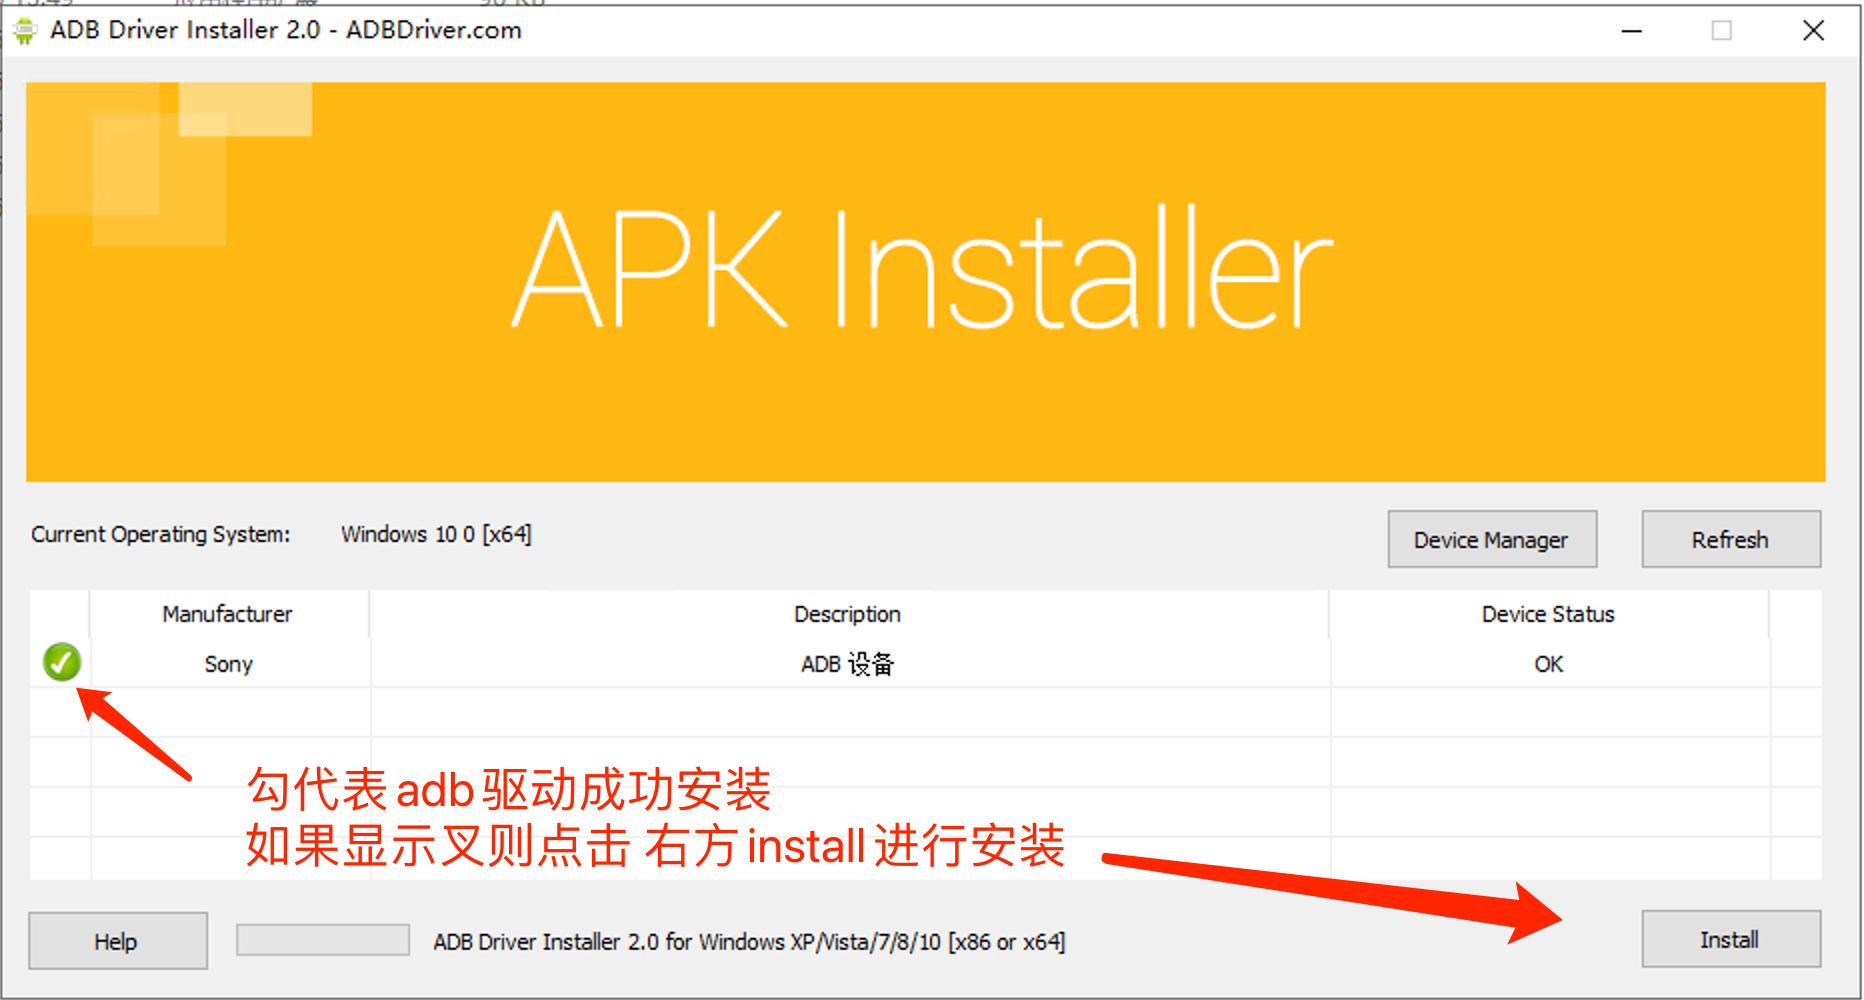 ADB Driver Installer 2.0 - ADBDriver.com
APK Installer
Current Operating System: Windows 10 0 [x64]
Device Manager
Refresh
Manufacturer Description Device Status
Sony ADB 设备 OK
勾代表adb驱动成功安装
如果显示叉则点击 右方install进行安装
Help
ADB Driver Installer 2.0 for Windows XP/Vista/7/8/10 [x86 or x64]
Install